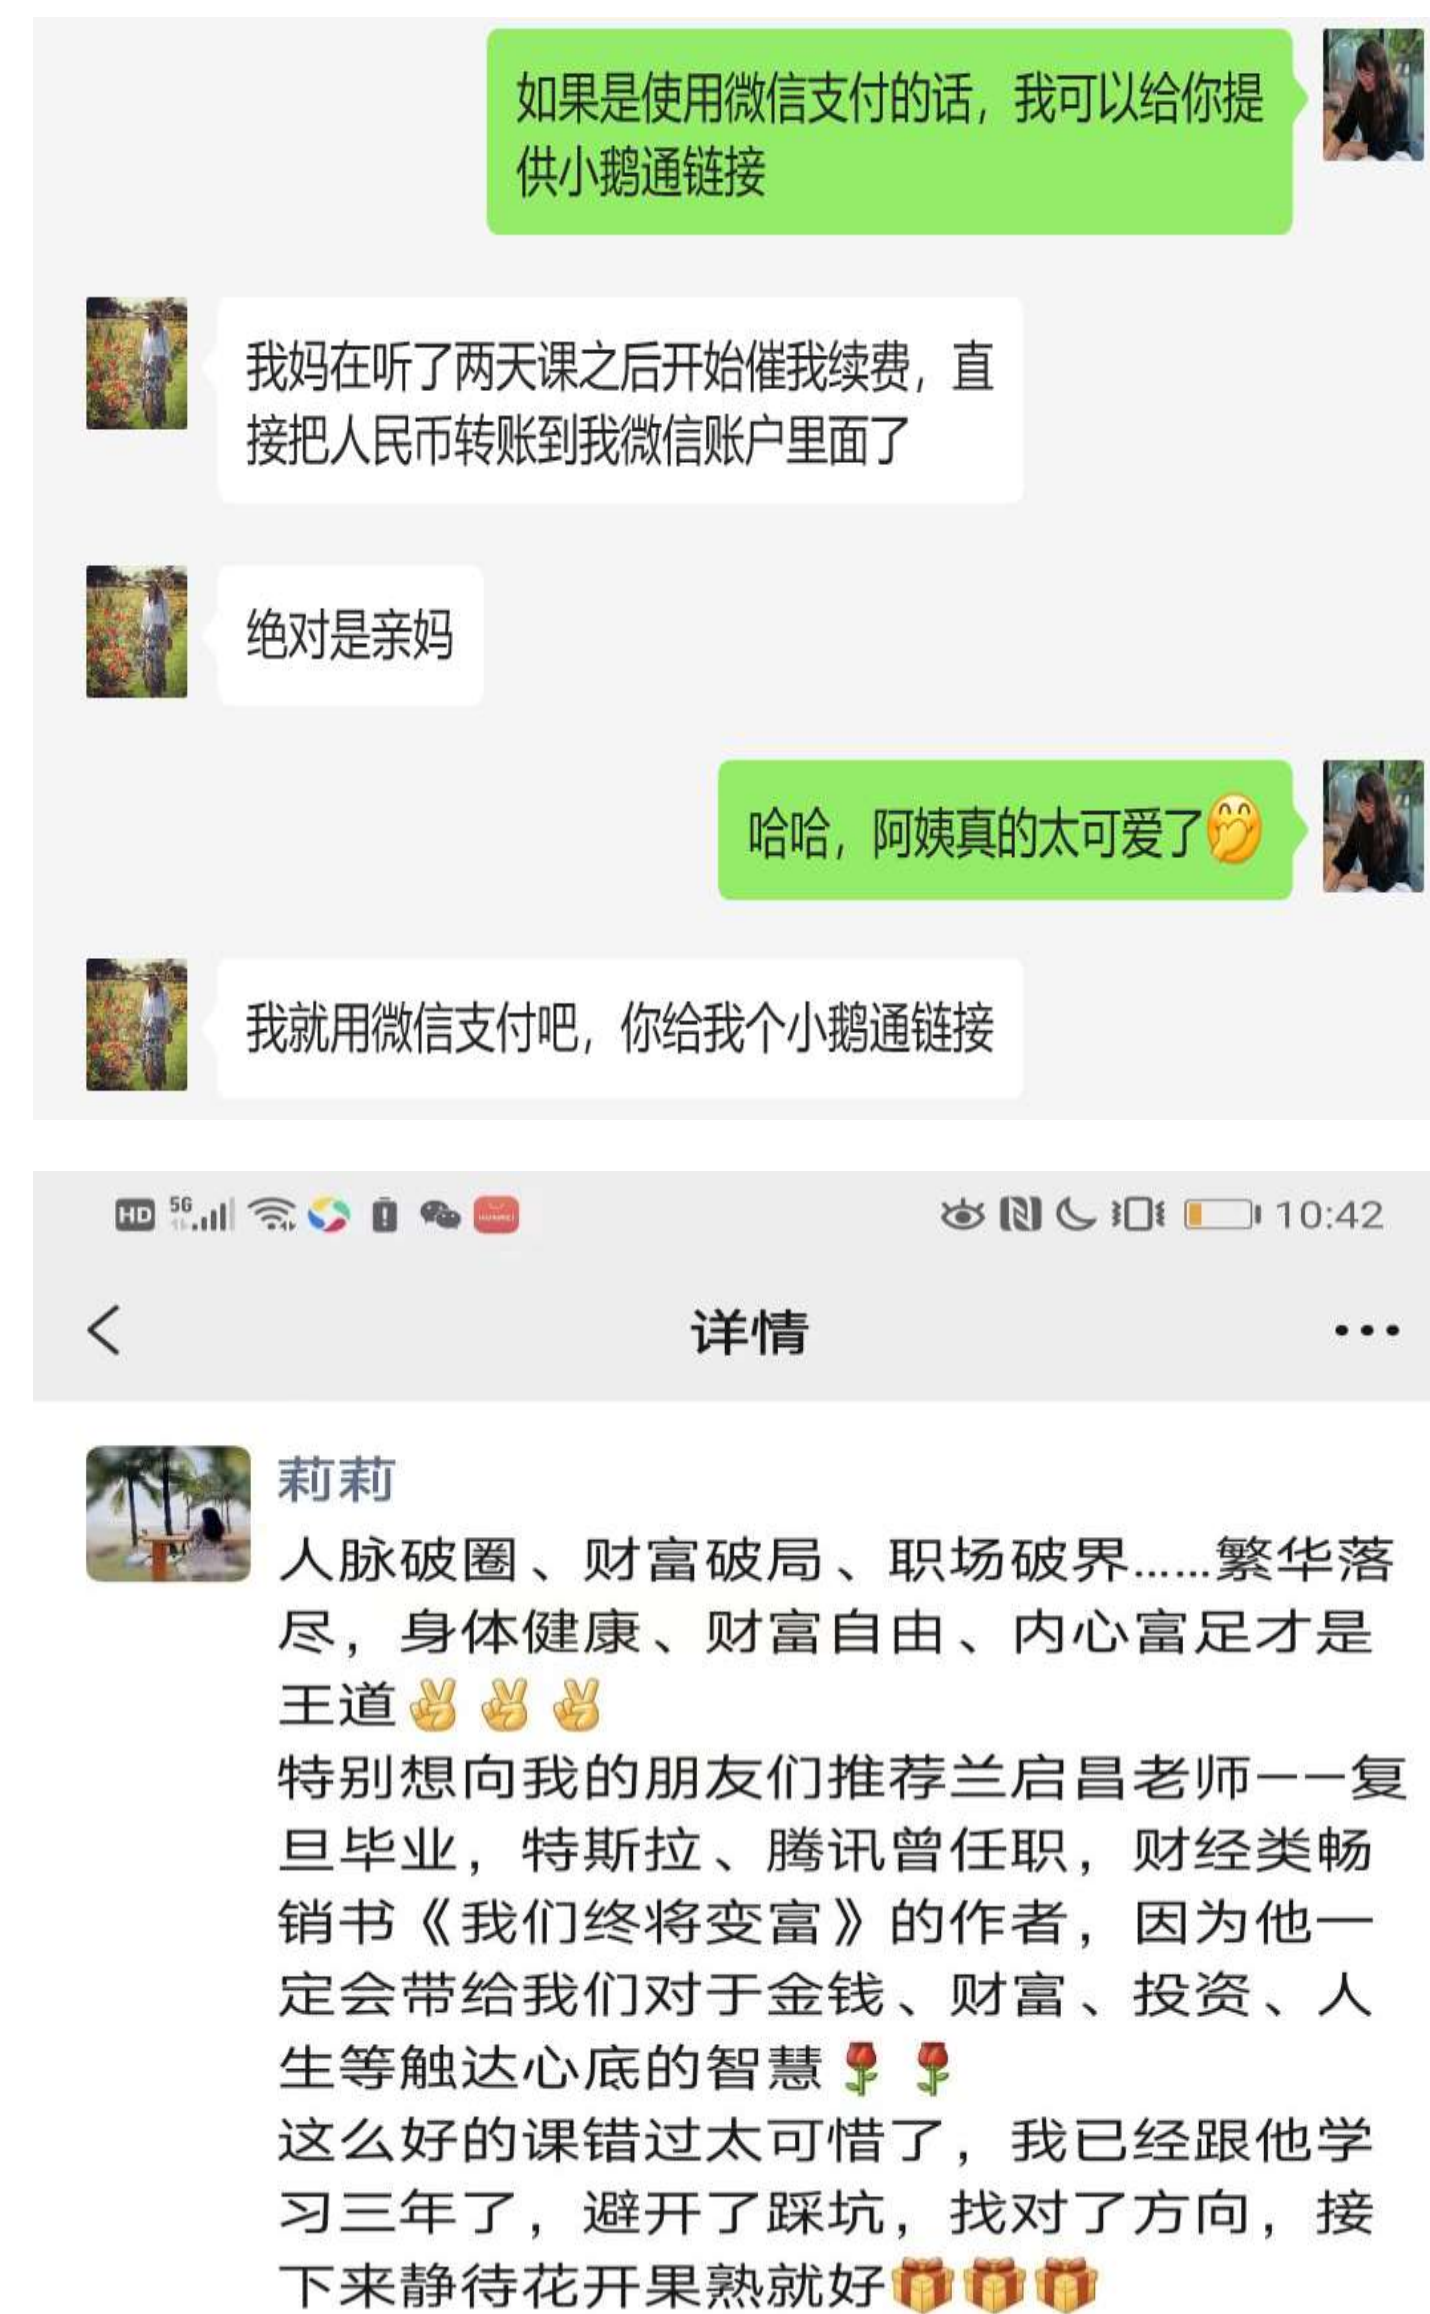 如果是使用微信支付的话，我可以给你提
供小鹅通链接
我妈在听了两天课之后开始催我续费，直
接把人民币转账到我微信账户里面了
绝对是亲妈
哈哈，阿姨真的太可爱了🤭
我就用微信支付吧，你给我个小鹅通链接
HD 5G HUAWEI 10:42
详情
莉莉
人脉破圈、财富破局、职场破界……繁华落
尽，身体健康、财富自由、内心富足才是
王道✌✌✌
特别想向我的朋友们推荐兰启昌老师——复
旦毕业，特斯拉、腾讯曾任职，财经类畅
销书《我们终将变富》的作者，因为他一
定会带给我们对于金钱、财富、投资、人
生等触达心底的智慧🌹🌹
这么好的课错过太可惜了，我已经跟他学
习三年了，避开了踩坑，找对了方向，接
下来静待花开果熟就好🎁🎁🎁